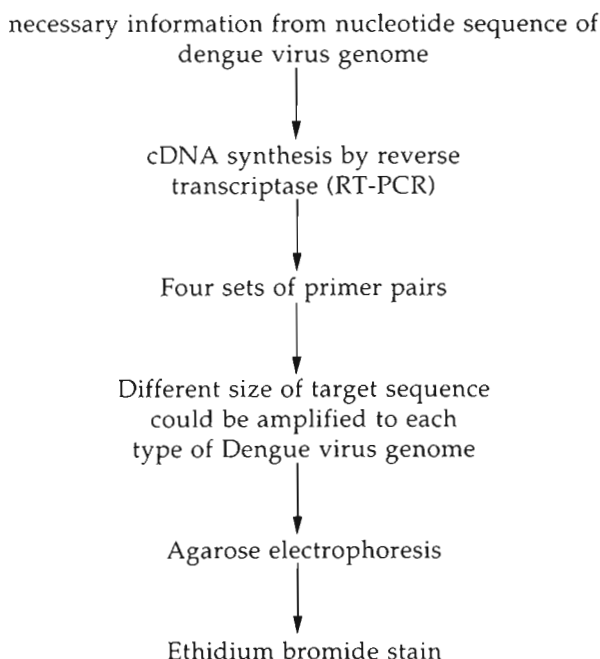 necessary information from nucleotide sequence of
dengue virus genome
cDNA synthesis by reverse
transcriptase (RT-PCR)
Four sets of primer pairs
Different size of target sequence
could be amplified to each
type of Dengue virus genome
Agarose electrophoresis
Ethidium bromide stain